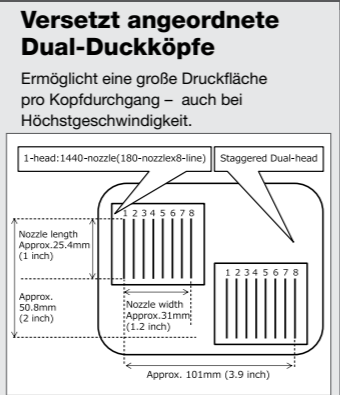 Versetzt angeordnete
Dual-Duckköpfe
Ermöglicht eine große Druckfläche
pro Kopfdurchgang – auch bei
Höchstgeschwindigkeit.
1-head:1440-nozzle(180-nozzlex8-line)
Staggered Dual-head
1 2 3 4 5 6 7 8
Nozzle length
Approx.25.4mm
(1 inch)
1 2 3 4 5 6 7 8
Approx.
50.8mm
(2 inch)
Nozzle width
Approx.31mm
(1.2 inch)
Approx. 101mm (3.9 inch)